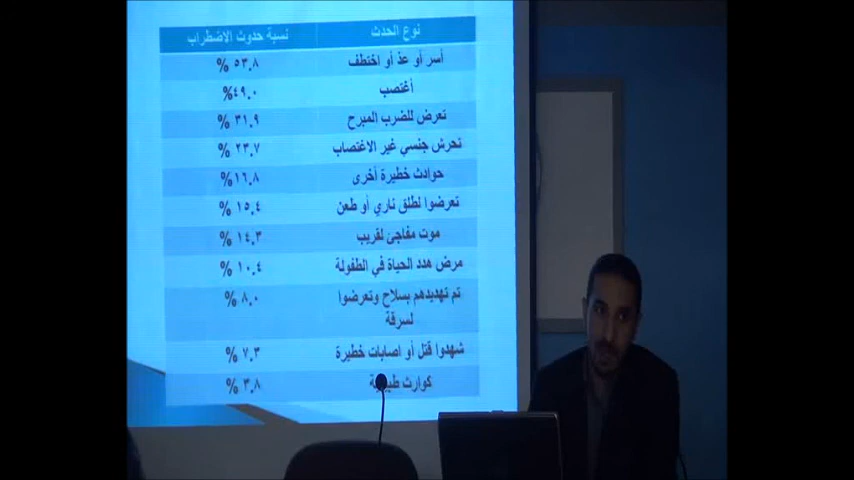 نوع الحدث نسبة حدوث الاضطراب
أسر أو عذ أو اختطف ٥٣.٨ %
أغتصب ٤٩.٠%
تعرض للضرب المبرح ٣١.٩ %
تحرش جنسي غير الاغتصاب ٢٣.٧ %
حوادث خطيرة أخرى ١٦.٨%
تعرضوا لطلق ناري أو طعن ١٥.٤ %
موت مفاجئ لقريب ١٤.٣ %
مرض هدد الحياة في الطفولة ١٠.٤ %
تم تهديدهم بسلاح وتعرضوا ٨.٠ %
لسرقة
شهدوا قتل أو اصابات خطيرة ٧.٣ %
كوارث ٣.٨ %